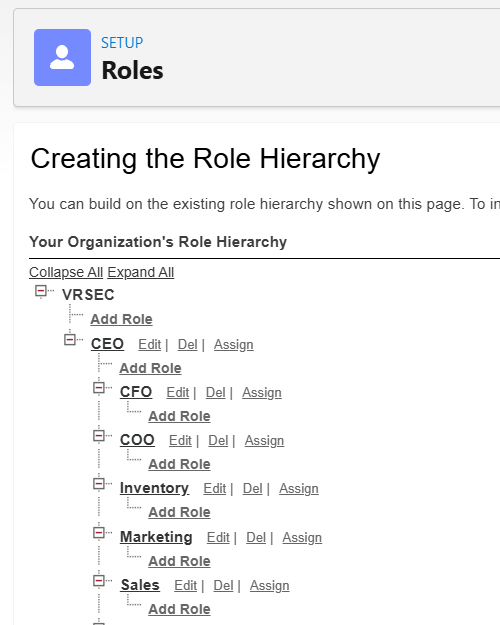 SETUP
Roles
Creating the Role Hierarchy
You can build on the existing role hierarchy shown on this page. To
Your Organization's Role Hierarchy
Collapse All Expand All
VRSEC
Add Role
CEO Edit | Del | Assign
Add Role
CFO Edit | Del | Assign
Add Role
COO Edit | Del | Assign
Add Role
Inventory Edit | Del | Assign
Add Role
Marketing Edit | Del | Assign
Add Role
Sales Edit | Del | Assign
Add Role